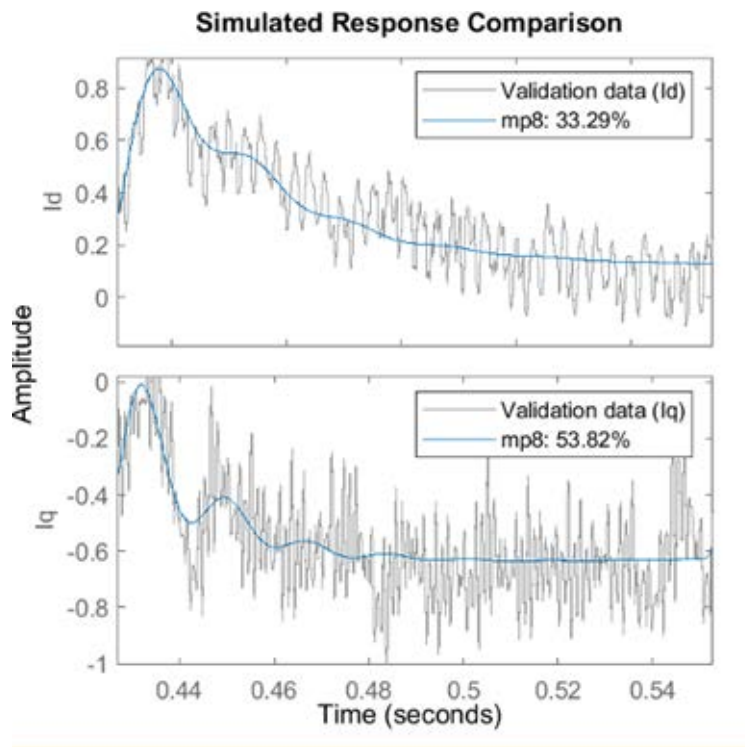 Simulated Response Comparison
Validation data (Id)
mp8: 33.29%
0.8
0.6
0.4
0.2
0
Id
Amplitude
Validation data (Iq)
mp8: 53.82%
0
-0.2
-0.4
-0.6
-0.8
-1
Iq
0.44 0.46 0.48 0.5 0.52 0.54
Time (seconds)